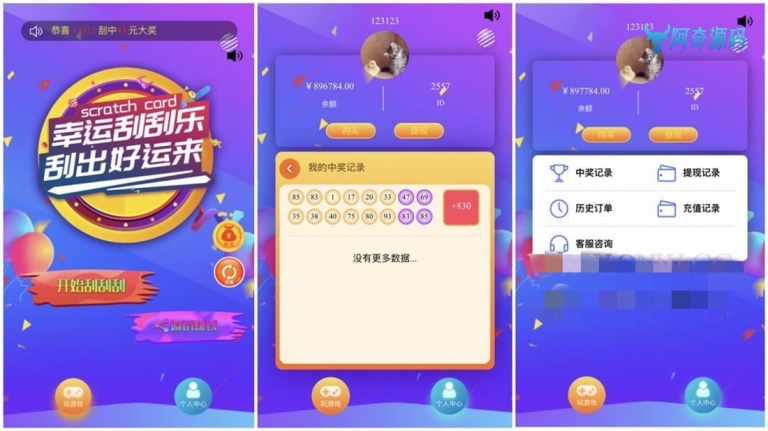 恭喜 刮中 元大奖
scratch card
幸运刮刮乐
刮出好运来
开始刮刮刮
玩游戏
个人中心
123123
￥896784.00
2557
余额
ID
购买
提现
我的中奖记录
85 83 1 17 20 33 47 69
35 38 40 75 80 93 83 85
+830
没有更多数据...
玩游戏
个人中心
123123
阿奇源码
￥897784.00
2557
余额
ID
购买
提现
中奖记录
提现记录
历史订单
充值记录
客服咨询
玩游戏
个人中心